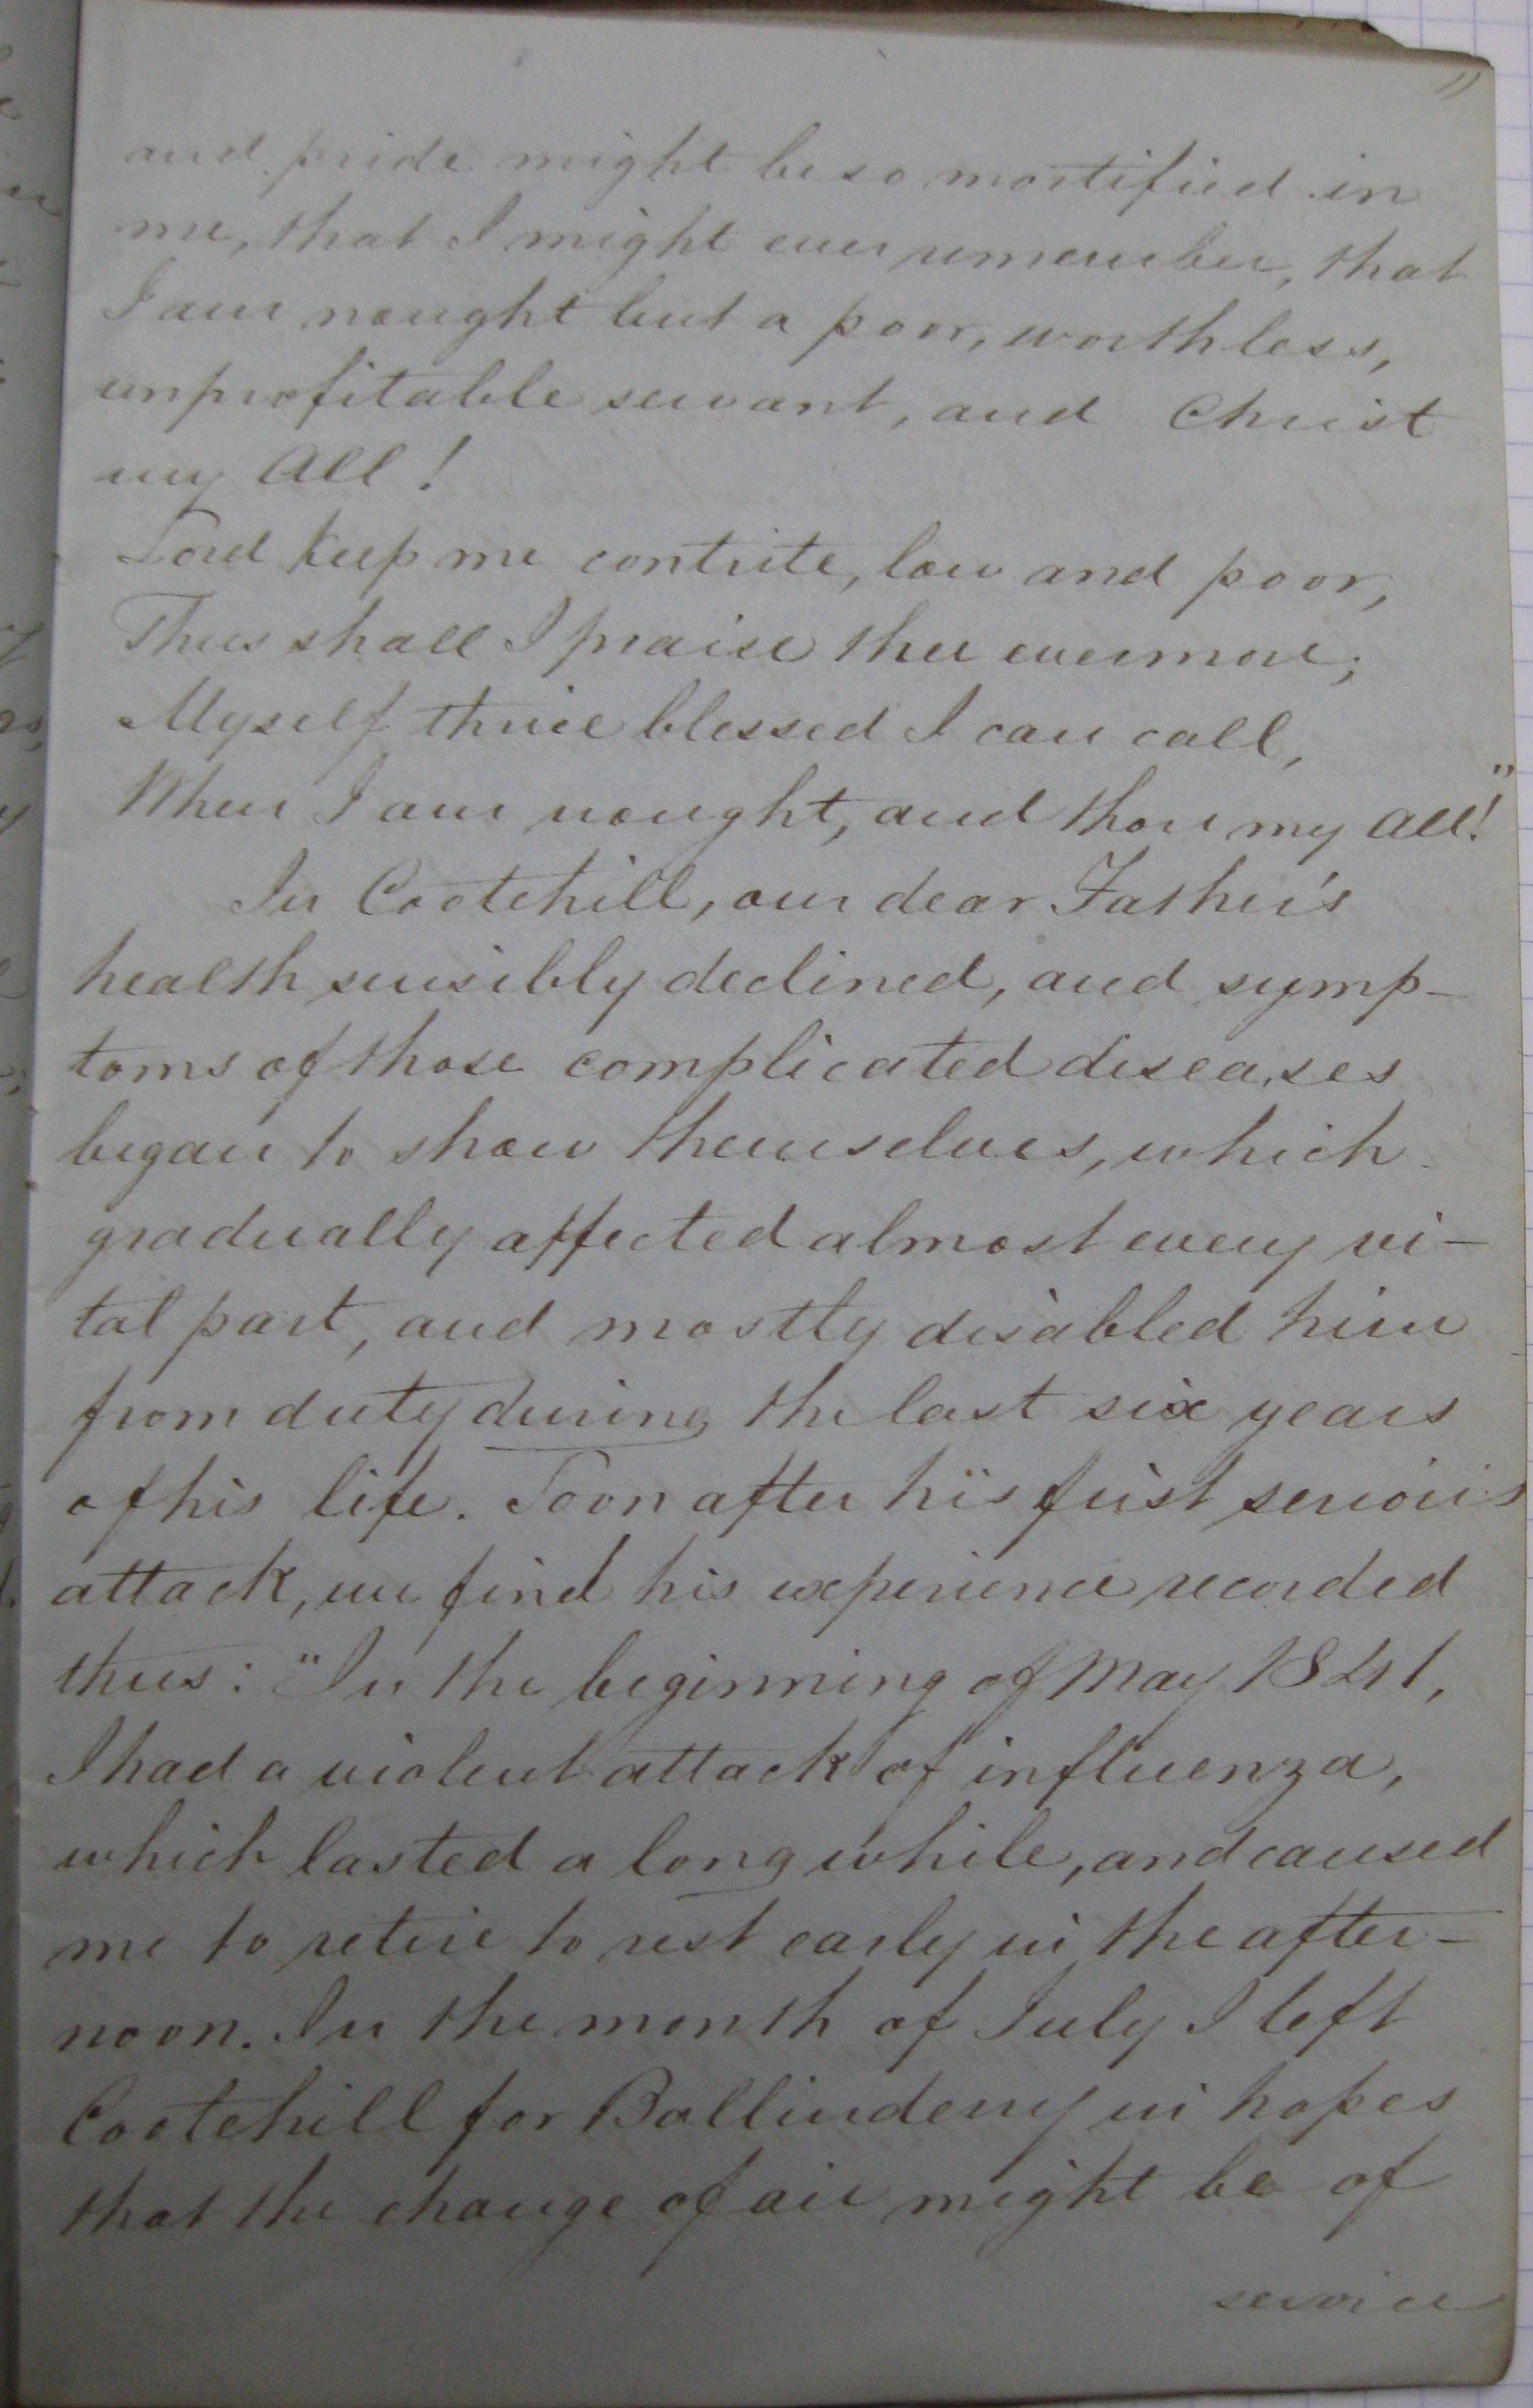 11
and pride might be so mortified in
me, that I might ever remember, that
I am nought but a poor, worthless,
unprofitable servant, and Christ
my All!
Lord keep me contrite, low and poor,
Thus shall I praise thee evermore;
Myself thrice blessed I can call,
When I am nought, and thou my All!"
In Cootehill, our dear Father's
health sensibly declined, and symp-
toms of those complicated diseases
began to show themselves, which
gradually affected almost every vi-
tal part, and mostly disabled him
from duty during the last six years
of his life. Soon after his first serious
attack, we find his experience recorded
thus: "In the beginning of May 1841,
I had a violent attack of influenza,
which lasted a long while, and caused
me to retire to rest early in the after-
noon. In the month of July I left
Cootehill for Ballinderry in hopes
that the change of air might be of
service